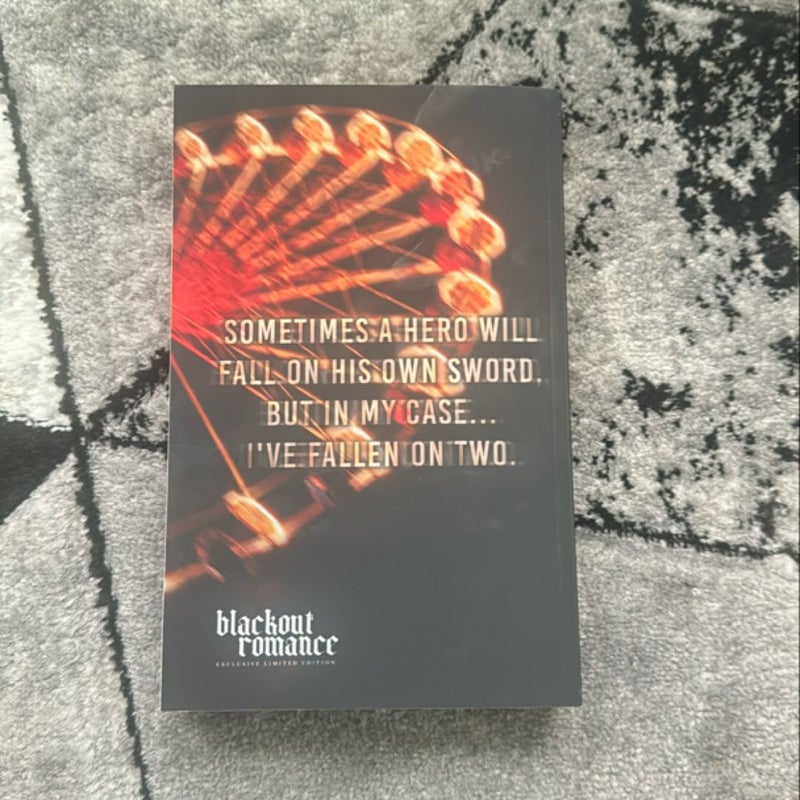 SOMETIMES A HERO WILL
FALL ON HIS OWN SWORD,
BUT IN MY CASE...
I'VE FALLEN ON TWO.
blackout
romance
EXCLUSIVE LIMITED EDITION